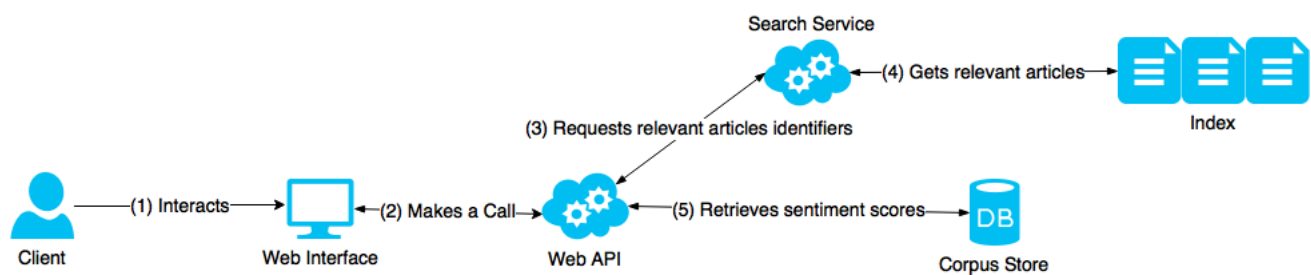 Search Service
(4) Gets relevant articles
Index
(3) Requests relevant articles identifiers
(1) Interacts
(2) Makes a Call
(5) Retrieves sentiment scores
DB
Client
Web Interface
Web API
Corpus Store